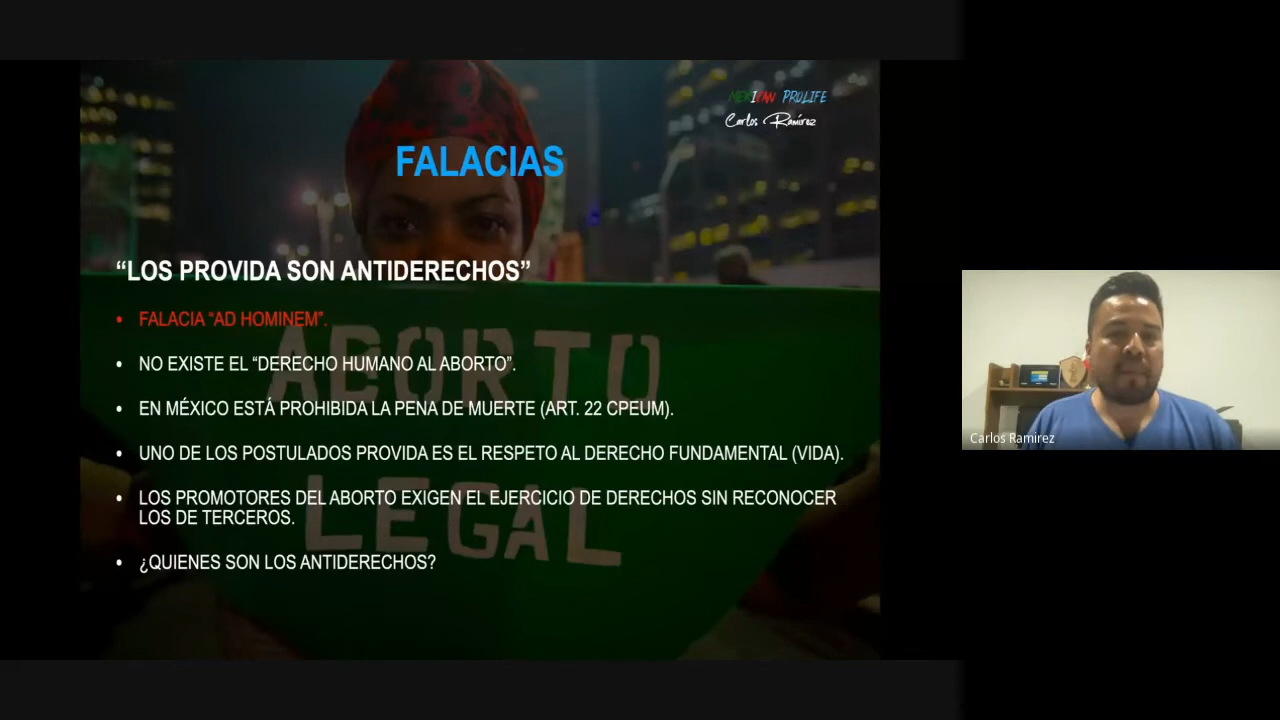 MEXICAN PROLIFE
Carlos Ramírez
FALACIAS
“LOS PROVIDA SON ANTIDERECHOS”
• FALACIA “AD HOMINEM”.
• NO EXISTE EL “DERECHO HUMANO AL ABORTO”.
• EN MÉXICO ESTÁ PROHIBIDA LA PENA DE MUERTE (ART. 22 CPEUM).
• UNO DE LOS POSTULADOS PROVIDA ES EL RESPETO AL DERECHO FUNDAMENTAL (VIDA).
• LOS PROMOTORES DEL ABORTO EXIGEN EL EJERCICIO DE DERECHOS SIN RECONOCER
LOS DE TERCEROS.
• ¿QUIENES SON LOS ANTIDERECHOS?
ABORTO
LEGAL
Carlos Ramirez